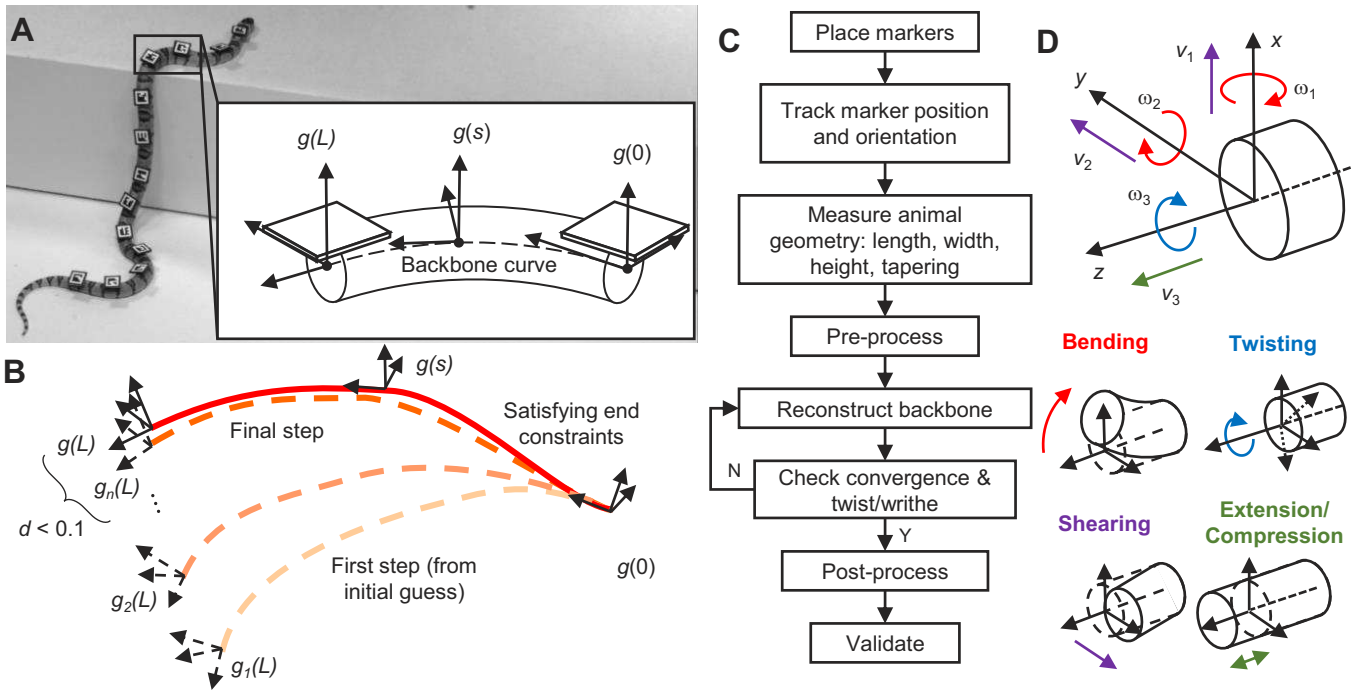 A
g(L)
g(s)
g(0)
Backbone curve
B
g(s)
Final step
Satisfying end
constraints
g(L)
gₙ(L)
d < 0.1
g₂(L)
First step (from
initial guess)
g(0)
g₁(L)
C
Place markers
Track marker position
and orientation
Measure animal
geometry: length, width,
height, tapering
Pre-process
Reconstruct backbone
N
Check convergence &
twist/writhe
Y
Post-process
Validate
D
x
v₁
ω₁
y
ω₂
v₂
ω₃
z
v₃
Bending
Twisting
Shearing
Extension/
Compression